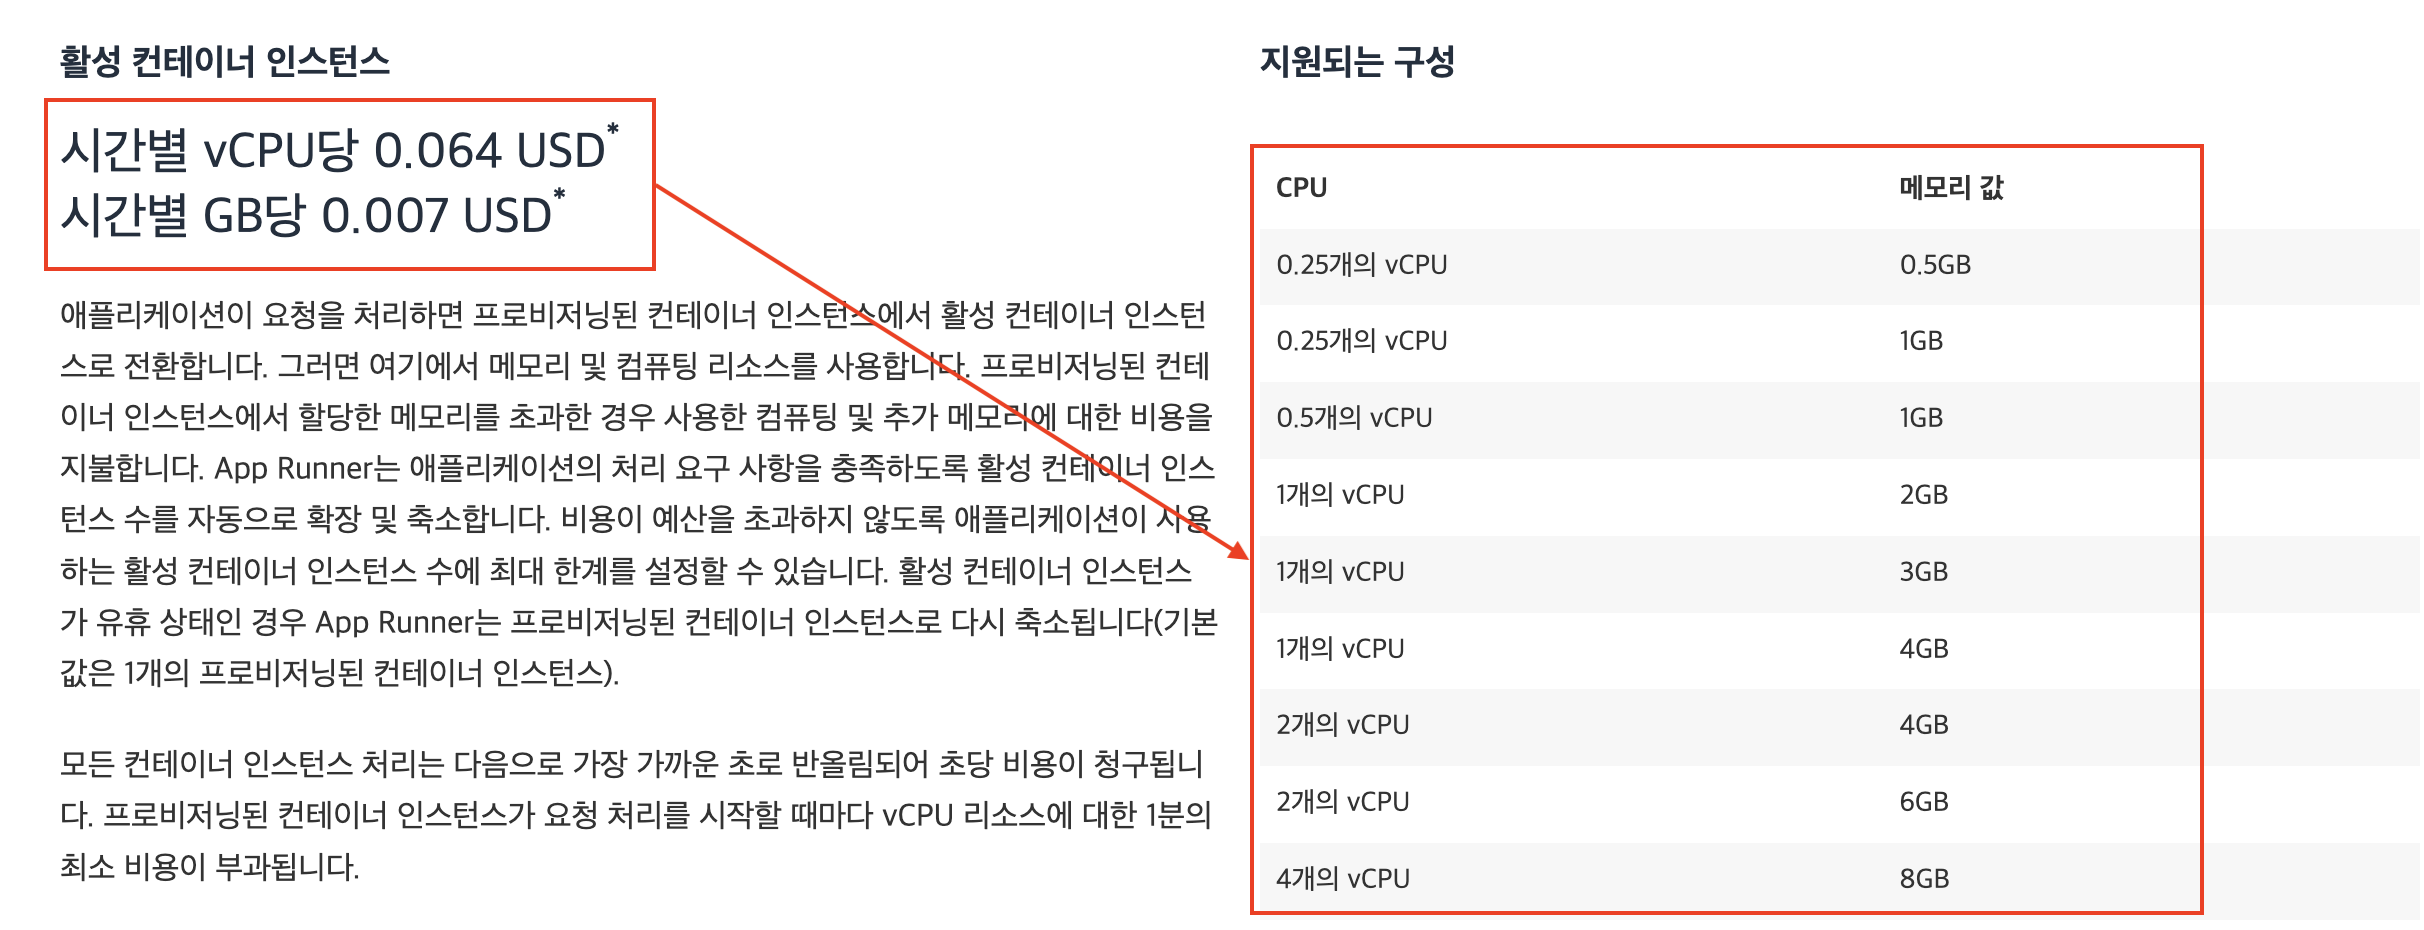 활성 컨테이너 인스턴스
시간별 vCPU당 0.064 USD*
시간별 GB당 0.007 USD*
애플리케이션이 요청을 처리하면 프로비저닝된 컨테이너 인스턴스에서 활성 컨테이너 인스턴
스로 전환합니다. 그러면 여기에서 메모리 및 컴퓨팅 리소스를 사용합니다. 프로비저닝된 컨테
이너 인스턴스에서 할당한 메모리를 초과한 경우 사용한 컴퓨팅 및 추가 메모리에 대한 비용을
지불합니다. App Runner는 애플리케이션의 처리 요구 사항을 충족하도록 활성 컨테이너 인스
턴스 수를 자동으로 확장 및 축소합니다. 비용이 예산을 초과하지 않도록 애플리케이션이 사용
하는 활성 컨테이너 인스턴스 수에 최대 한계를 설정할 수 있습니다. 활성 컨테이너 인스턴스
가 유휴 상태인 경우 App Runner는 프로비저닝된 컨테이너 인스턴스로 다시 축소됩니다(기본
값은 1개의 프로비저닝된 컨테이너 인스턴스).
모든 컨테이너 인스턴스 처리는 다음으로 가장 가까운 초로 반올림되어 초당 비용이 청구됩니
다. 프로비저닝된 컨테이너 인스턴스가 요청 처리를 시작할 때마다 vCPU 리소스에 대한 1분의
최소 비용이 부과됩니다.
지원되는 구성
CPU 메모리 값
0.25개의 vCPU 0.5GB
0.25개의 vCPU 1GB
0.5개의 vCPU 1GB
1개의 vCPU 2GB
1개의 vCPU 3GB
1개의 vCPU 4GB
2개의 vCPU 4GB
2개의 vCPU 6GB
4개의 vCPU 8GB